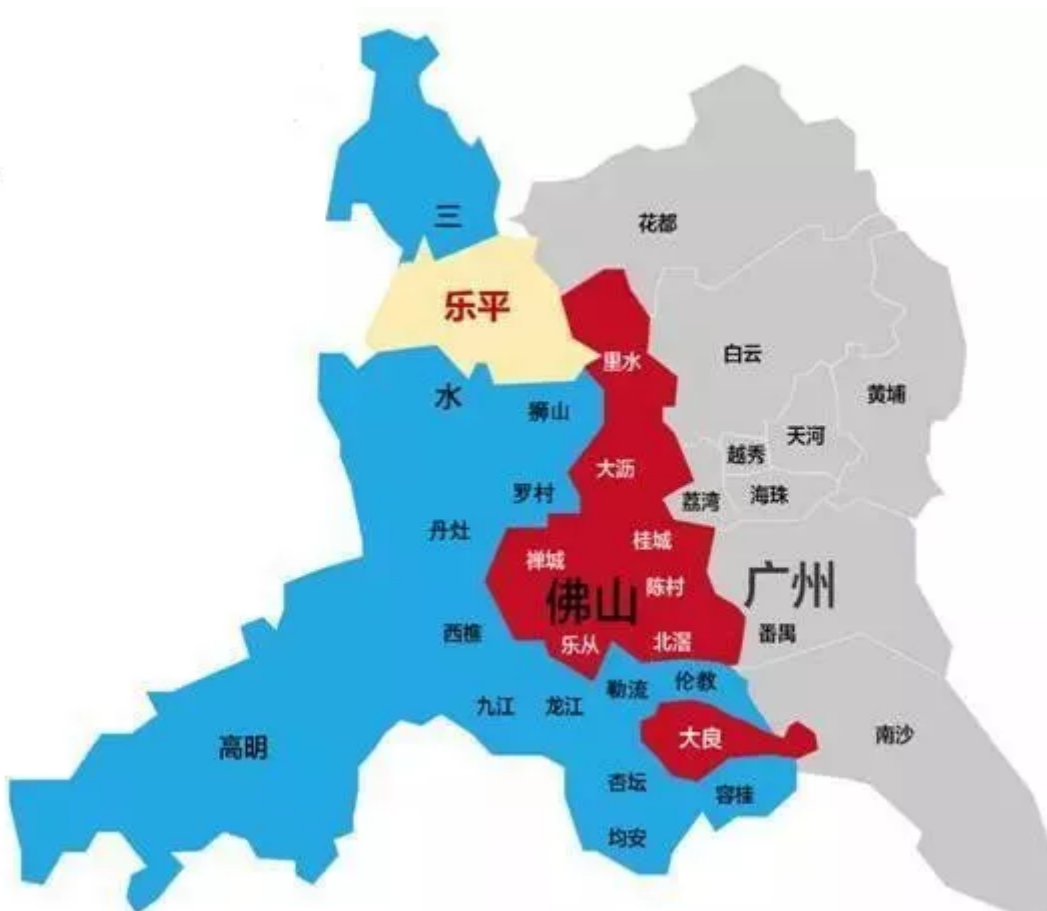 三
花都
乐平
白云
里水
水
狮山
黄埔
天河
越秀
大沥
罗村
荔湾
海珠
丹灶
桂城
禅城
佛山
陈村
广州
西樵
乐从
北滘
番禺
勒流
伦教
九江
龙江
大良
南沙
高明
杏坛
容桂
均安